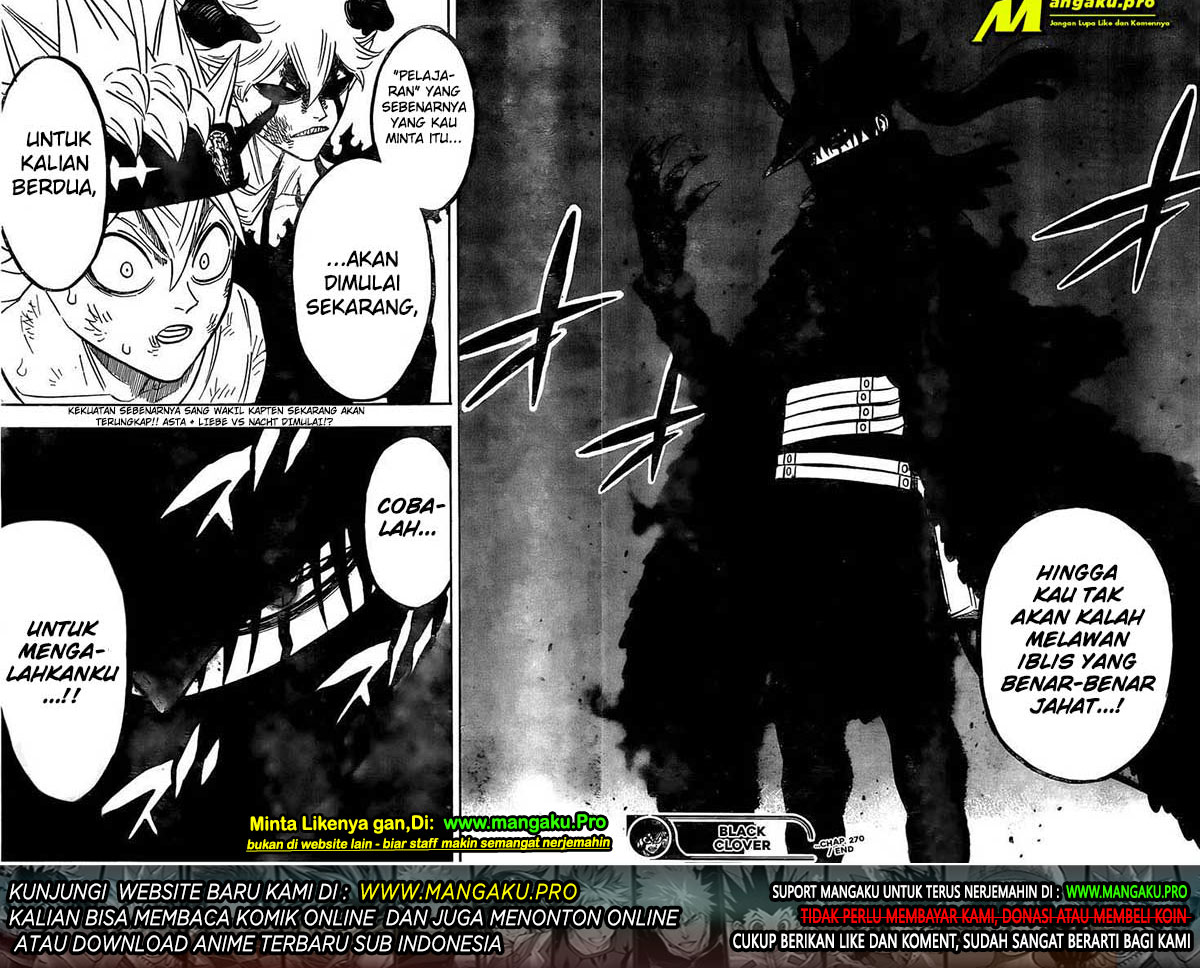 Mangaku.pro
Jangan Lupa Like dan Komennya
HINGGA
KAU TAK
AKAN KALAH
MELAWAN
IBLIS YANG
BENAR-BENAR
JAHAT...!
BLACK
CLOVER
...CHAP. 270
/ END
"PELAJA-
RAN" YANG
SEBENARNYA
YANG KAU
MINTA ITU...
UNTUK
KALIAN
BERDUA,
...AKAN
DIMULAI
SEKARANG,
KEKUATAN SEBENARNYA SANG WAKIL KAPTEN SEKARANG AKAN
TERUNGKAP!! ASTA + LIEBE VS NACHT DIMULAI!?
COBA-
LAH...
UNTUK
MENGA-
LAHKANKU
...!!
Minta Likenya gan,Di: www.mangaku.Pro
bukan di website lain - biar staff makin semangat nerjemahin
KUNJUNGI WEBSITE BARU KAMI DI : WWW.MANGAKU.PRO
KALIAN BISA MEMBACA KOMIK ONLINE DAN JUGA MENONTON ONLINE
ATAU DOWNLOAD ANIME TERBARU SUB INDONESIA
SUPORT MANGAKU UNTUK TERUS NERJEMAHIN DI : WWW.MANGAKU.PRO
TIDAK PERLU MEMBAYAR KAMI, DONASI ATAU MEMBELI KOIN
CUKUP BERIKAN LIKE DAN KOMENT, SUDAH SANGAT BERARTI BAGI KAMI